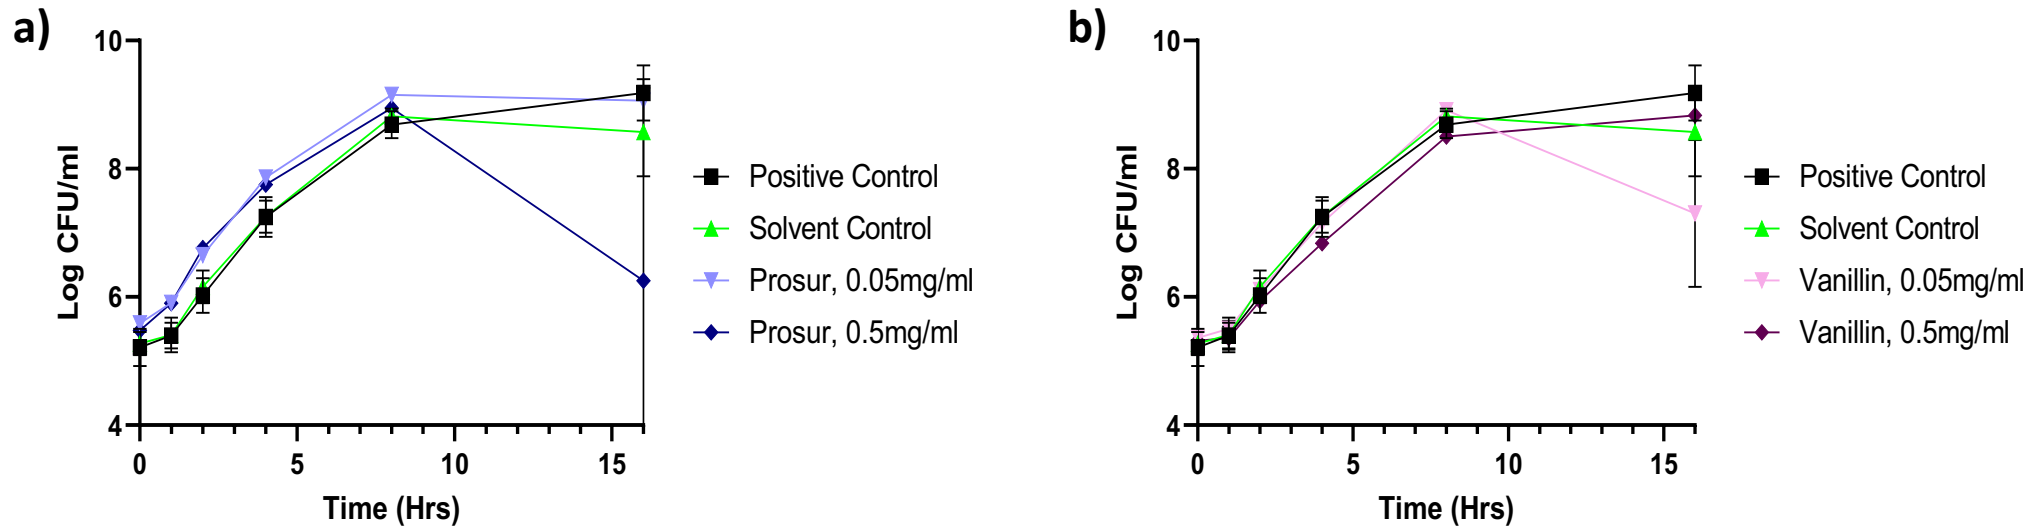 a)
Log CFU/ml
10
8
6
4
0 5 10 15
Time (Hrs)
Positive Control
Solvent Control
Prosur, 0.05mg/ml
Prosur, 0.5mg/ml
b)
Log CFU/ml
10
8
6
4
0 5 10 15
Time (Hrs)
Positive Control
Solvent Control
Vanillin, 0.05mg/ml
Vanillin, 0.5mg/ml